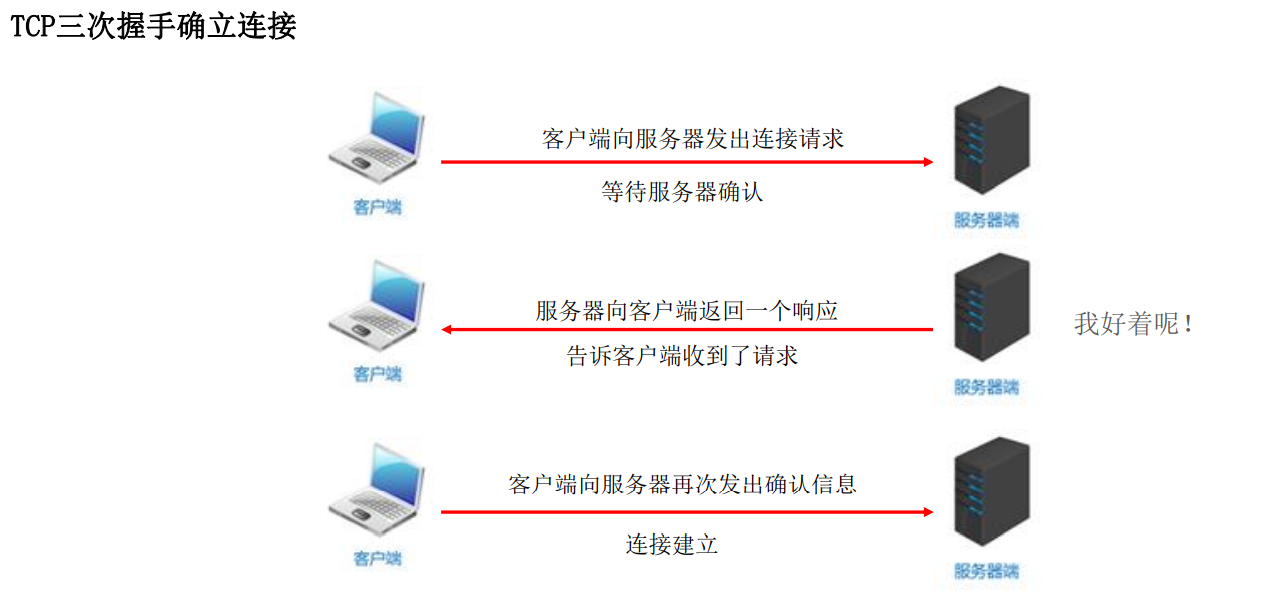 TCP三次握手确立连接
客户端向服务器发出连接请求
等待服务器确认
客户端
服务器端
服务器向客户端返回一个响应
告诉客户端收到了请求
我好着呢!
客户端
服务器端
客户端向服务器再次发出确认信息
连接建立
客户端
服务器端